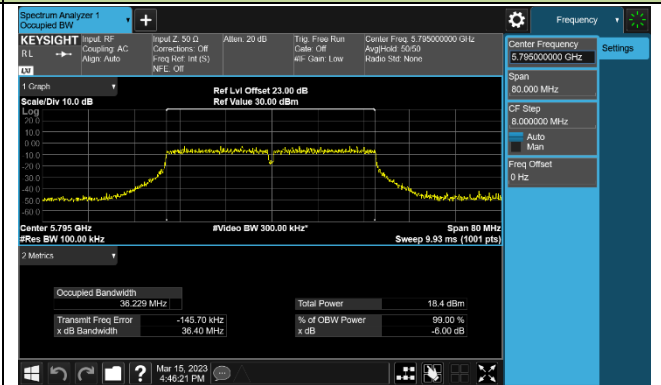 Spectrum Analyzer 1
Occupied BW
Frequency
KEYSIGHT
RL
LXI
Input: RF
Coupling: AC
Align: Auto
Input Z: 50 Ω
Corrections: Off
Freq Ref: Int (S)
NFE: Off
Atten: 20 dB
Trig: Free Run
Gate: Off
#IF Gain: Low
Center Freq: 5.795000000 GHz
Avg|Hold: 50/50
Radio Std: None
Center Frequency
5.795000000 GHz
Settings
Span
80.000 MHz
CF Step
8.000000 MHz
Auto
Man
Freq Offset
0 Hz
1 Graph
Scale/Div 10.0 dB
Ref Lvl Offset 23.00 dB
Ref Value 30.00 dBm
Log
20.0
10.0
0.00
-10.0
-20.0
-30.0
-40.0
-50.0
-60.0
Center 5.795 GHz
#Res BW 100.00 kHz
#Video BW 300.00 kHz*
Span 80 MHz
Sweep 9.93 ms (1001 pts)
2 Metrics
Occupied Bandwidth
36.229 MHz
Total Power 18.4 dBm
Transmit Freq Error -145.70 kHz
% of OBW Power 99.00 %
x dB Bandwidth 36.40 MHz
x dB -6.00 dB
?
Mar 15, 2023
4:46:21 PM